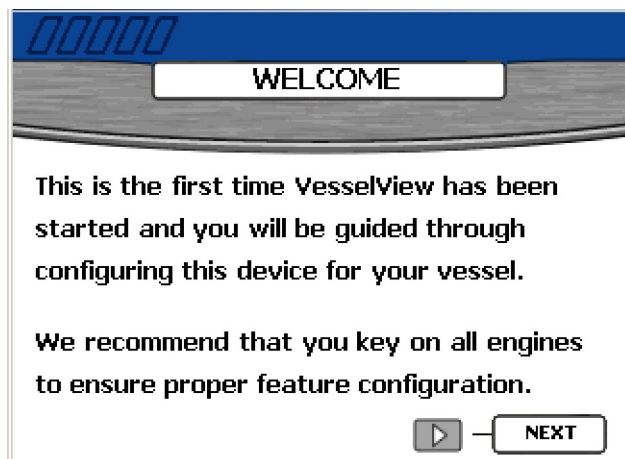 WELCOME
This is the first time VesselView has been
started and you will be guided through
configuring this device for your vessel.
We recommend that you key on all engines
to ensure proper feature configuration.
NEXT